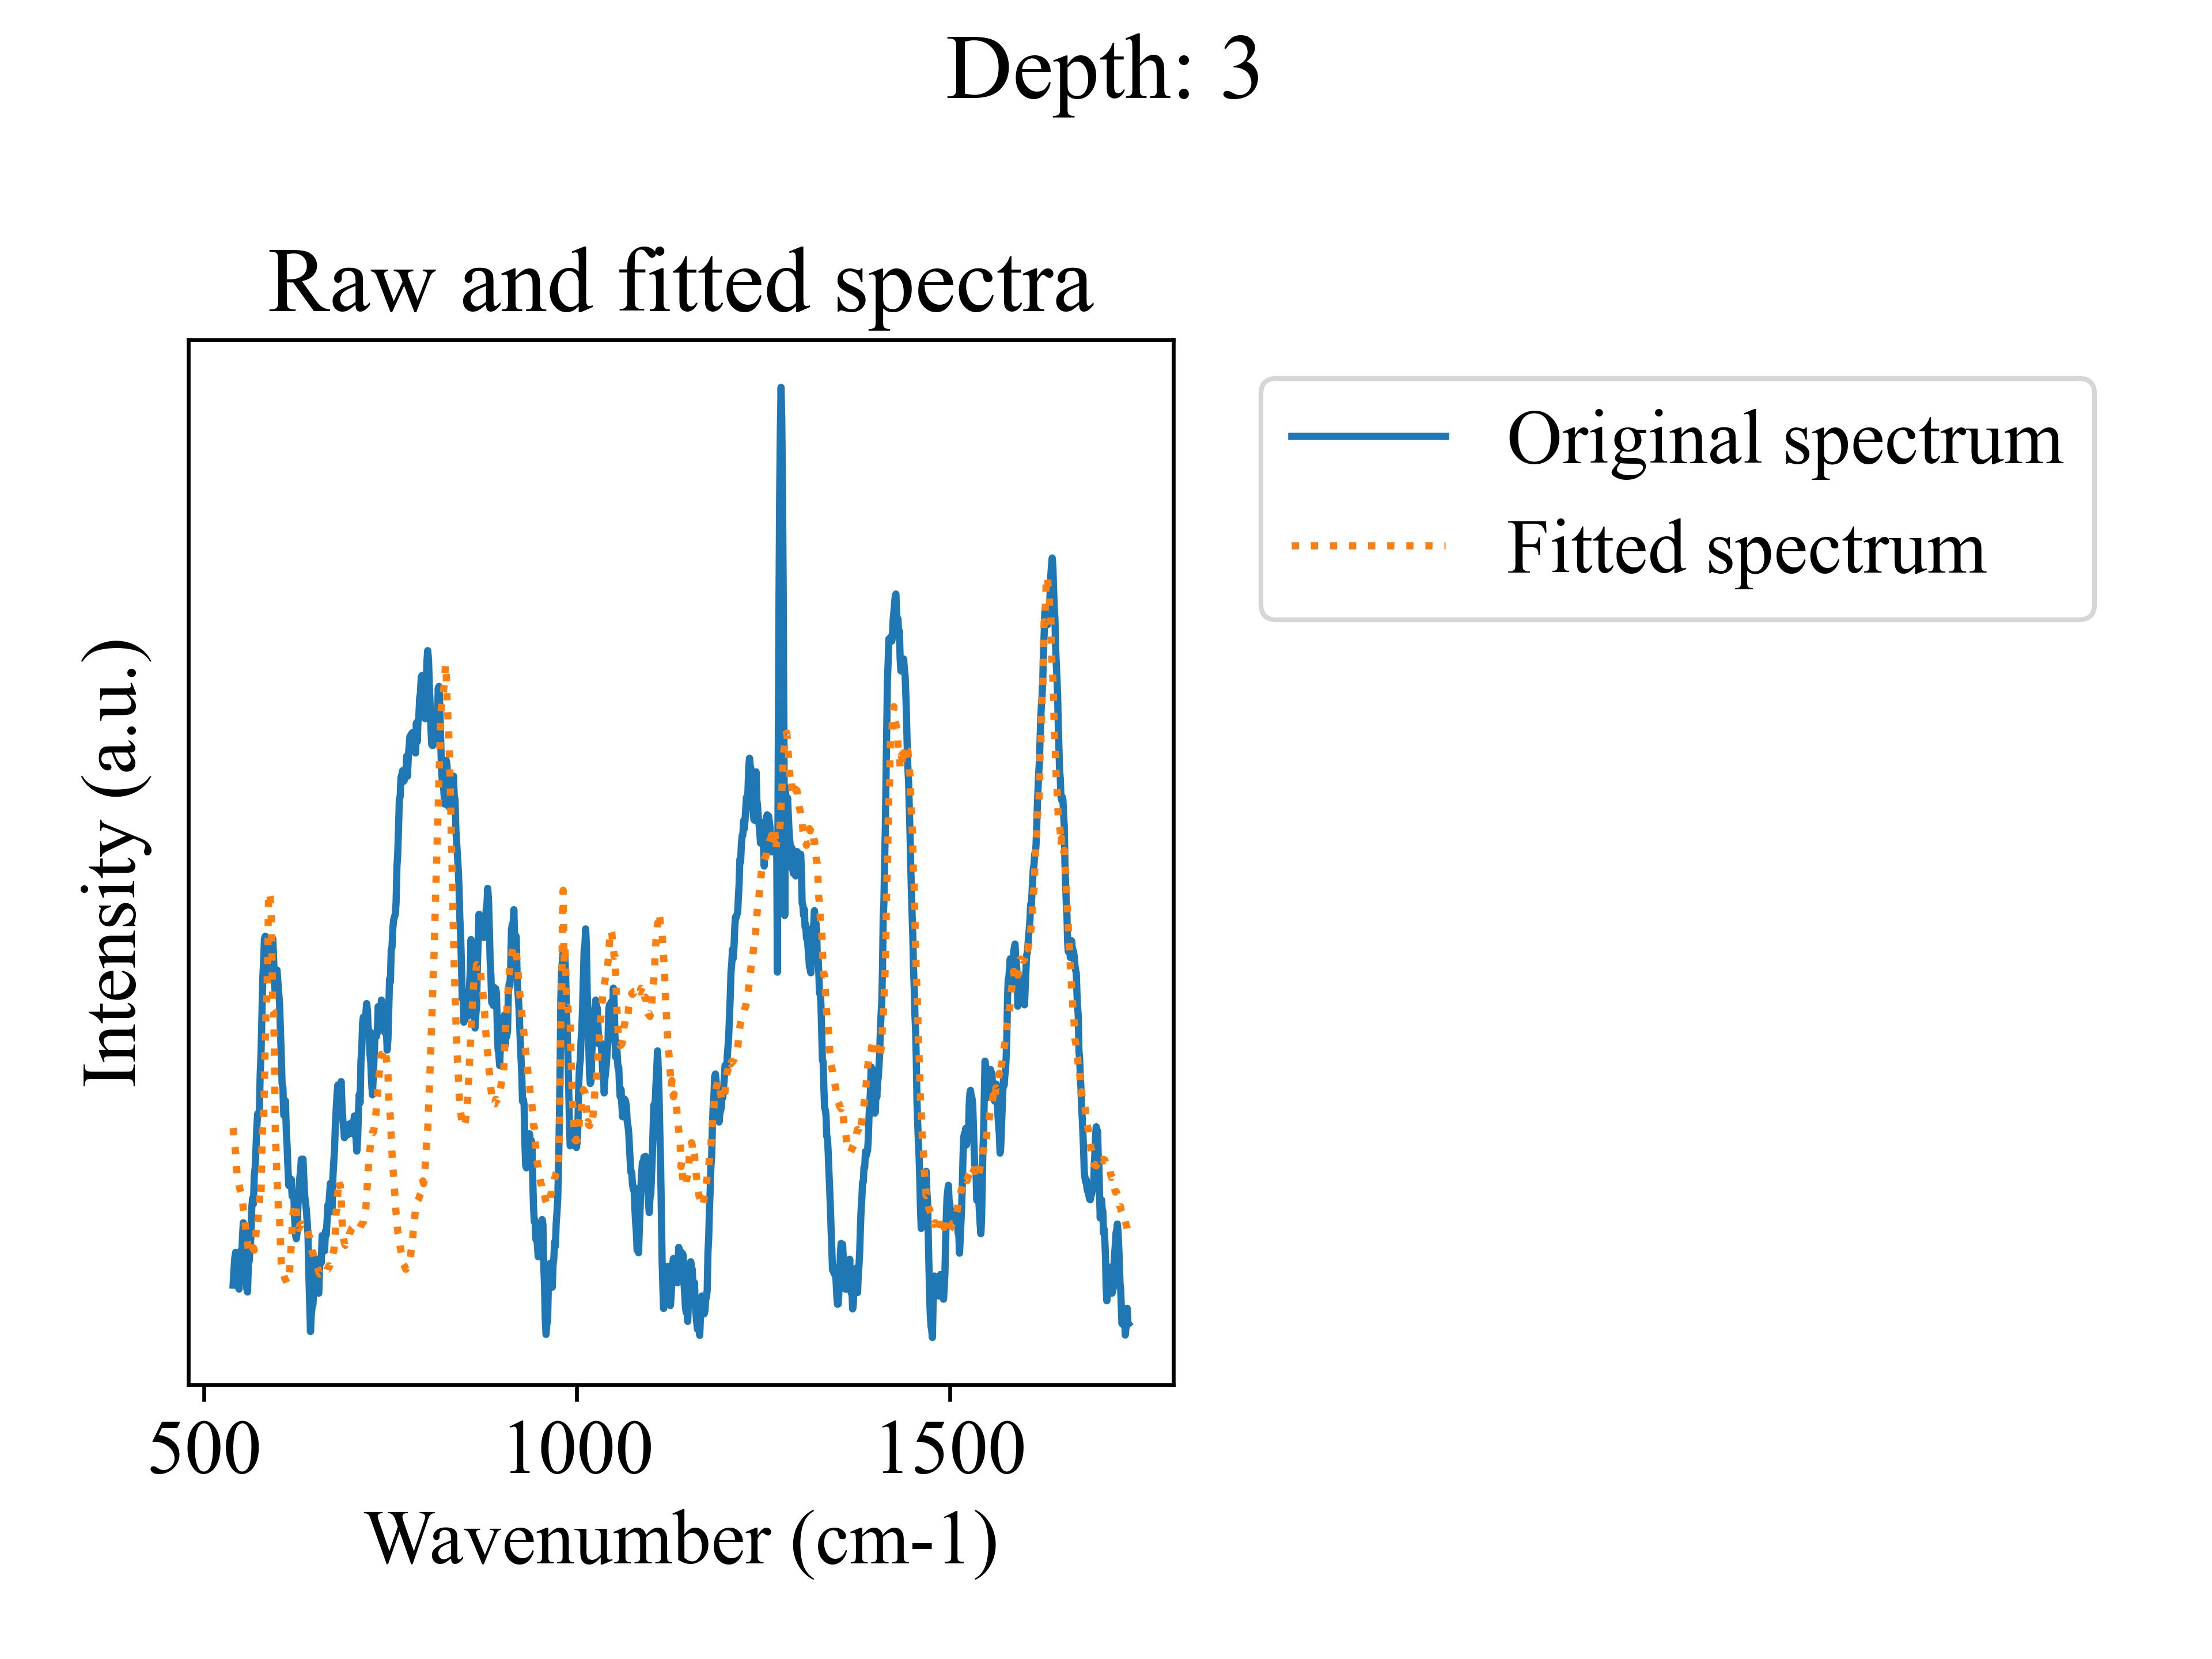 Depth: 3
Raw and fitted spectra
Original spectrum
Fitted spectrum
Intensity (a.u.)
500 1000 1500
Wavenumber (cm-1)